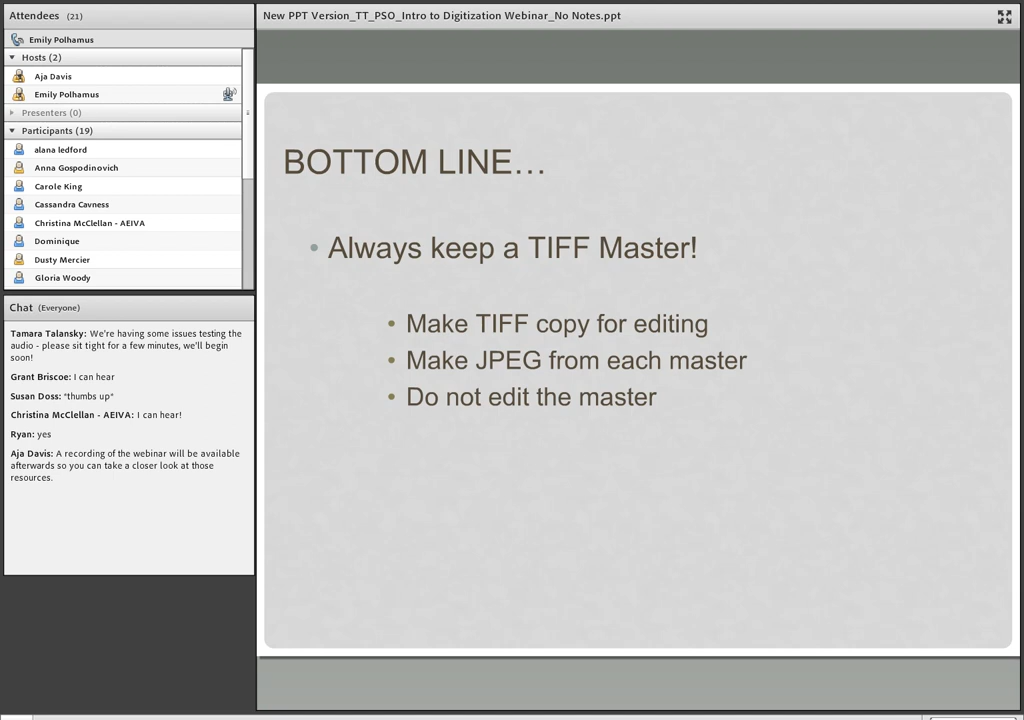 Attendees (21)
Emily Polhamus
Hosts (2)
Aja Davis
Emily Polhamus
Presenters (0)
Participants (19)
alana ledford
Anna Gospodinovich
Carole King
Cassandra Cavness
Christina McClellan - AEIVA
Dominique
Dusty Mercier
Gloria Woody
Chat (Everyone)
Tamara Talansky: We're having some issues testing the
audio - please sit tight for a few minutes, we'll begin
soon!
Grant Briscoe: I can hear
Susan Doss: *thumbs up*
Christina McClellan - AEIVA: I can hear!
Ryan: yes
Aja Davis: A recording of the webinar will be available
afterwards so you can take a closer look at those
resources.
New PPT Version_TT_PSO_Intro to Digitization Webinar_No Notes.ppt
BOTTOM LINE…
• Always keep a TIFF Master!
• Make TIFF copy for editing
• Make JPEG from each master
• Do not edit the master